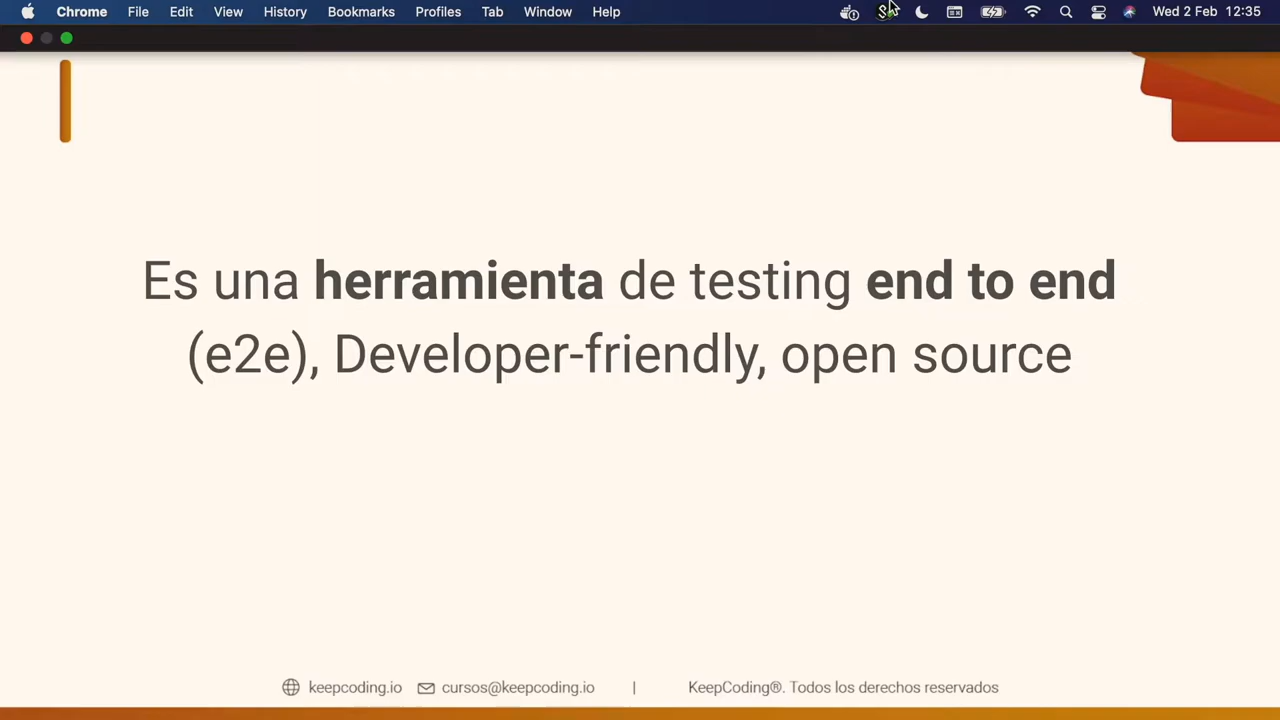 Chrome File Edit View History Bookmarks Profiles Tab Window Help Wed 2 Feb 12:35
Es una herramienta de testing end to end
(e2e), Developer-friendly, open source
keepcoding.io cursos@keepcoding.io | KeepCoding®. Todos los derechos reservados